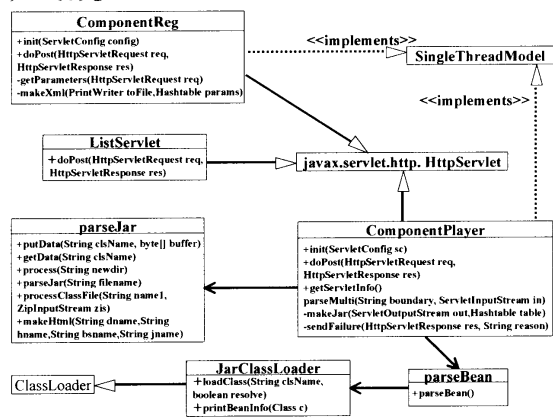 ComponentReg
+init(ServletConfig config)
+doPost(HttpServletRequest req,
HttpServletResponse res)
-getParameters(HttpServletRequest req)
-makeXml(PrintWriter toFile,Hashtable params)
<<implements>>
SingleThreadModel
<<implements>>
ListServlet
+doPost(HttpServletRequest req,
HttpServletResponse res)
javax.servlet.http. HttpServlet
parseJar
+putData(String clsName, byte[] buffer)
+getData(String clsName)
+process(String newdir)
+parseJar(String filename)
+processClassFile(String name1,
ZipInputStream zis)
+makeHtml(String dname,String
hname,String bsname,String jname)
ComponentPlayer
+init(ServletConfig sc)
+doPost(HttpServletRequest req,
HttpServletResponse res)
+getServletInfo()
parseMulti(String boundary, ServletInputStream in)
-makeJar(ServletOutputStream out,Hashtable table)
-sendFailure(HttpServletResponse res, String reason)
ClassLoader
JarClassLoader
+loadClass(String clsName,
boolean resolve)
+printBeanInfo(Class c)
parseBean
+parseBean()